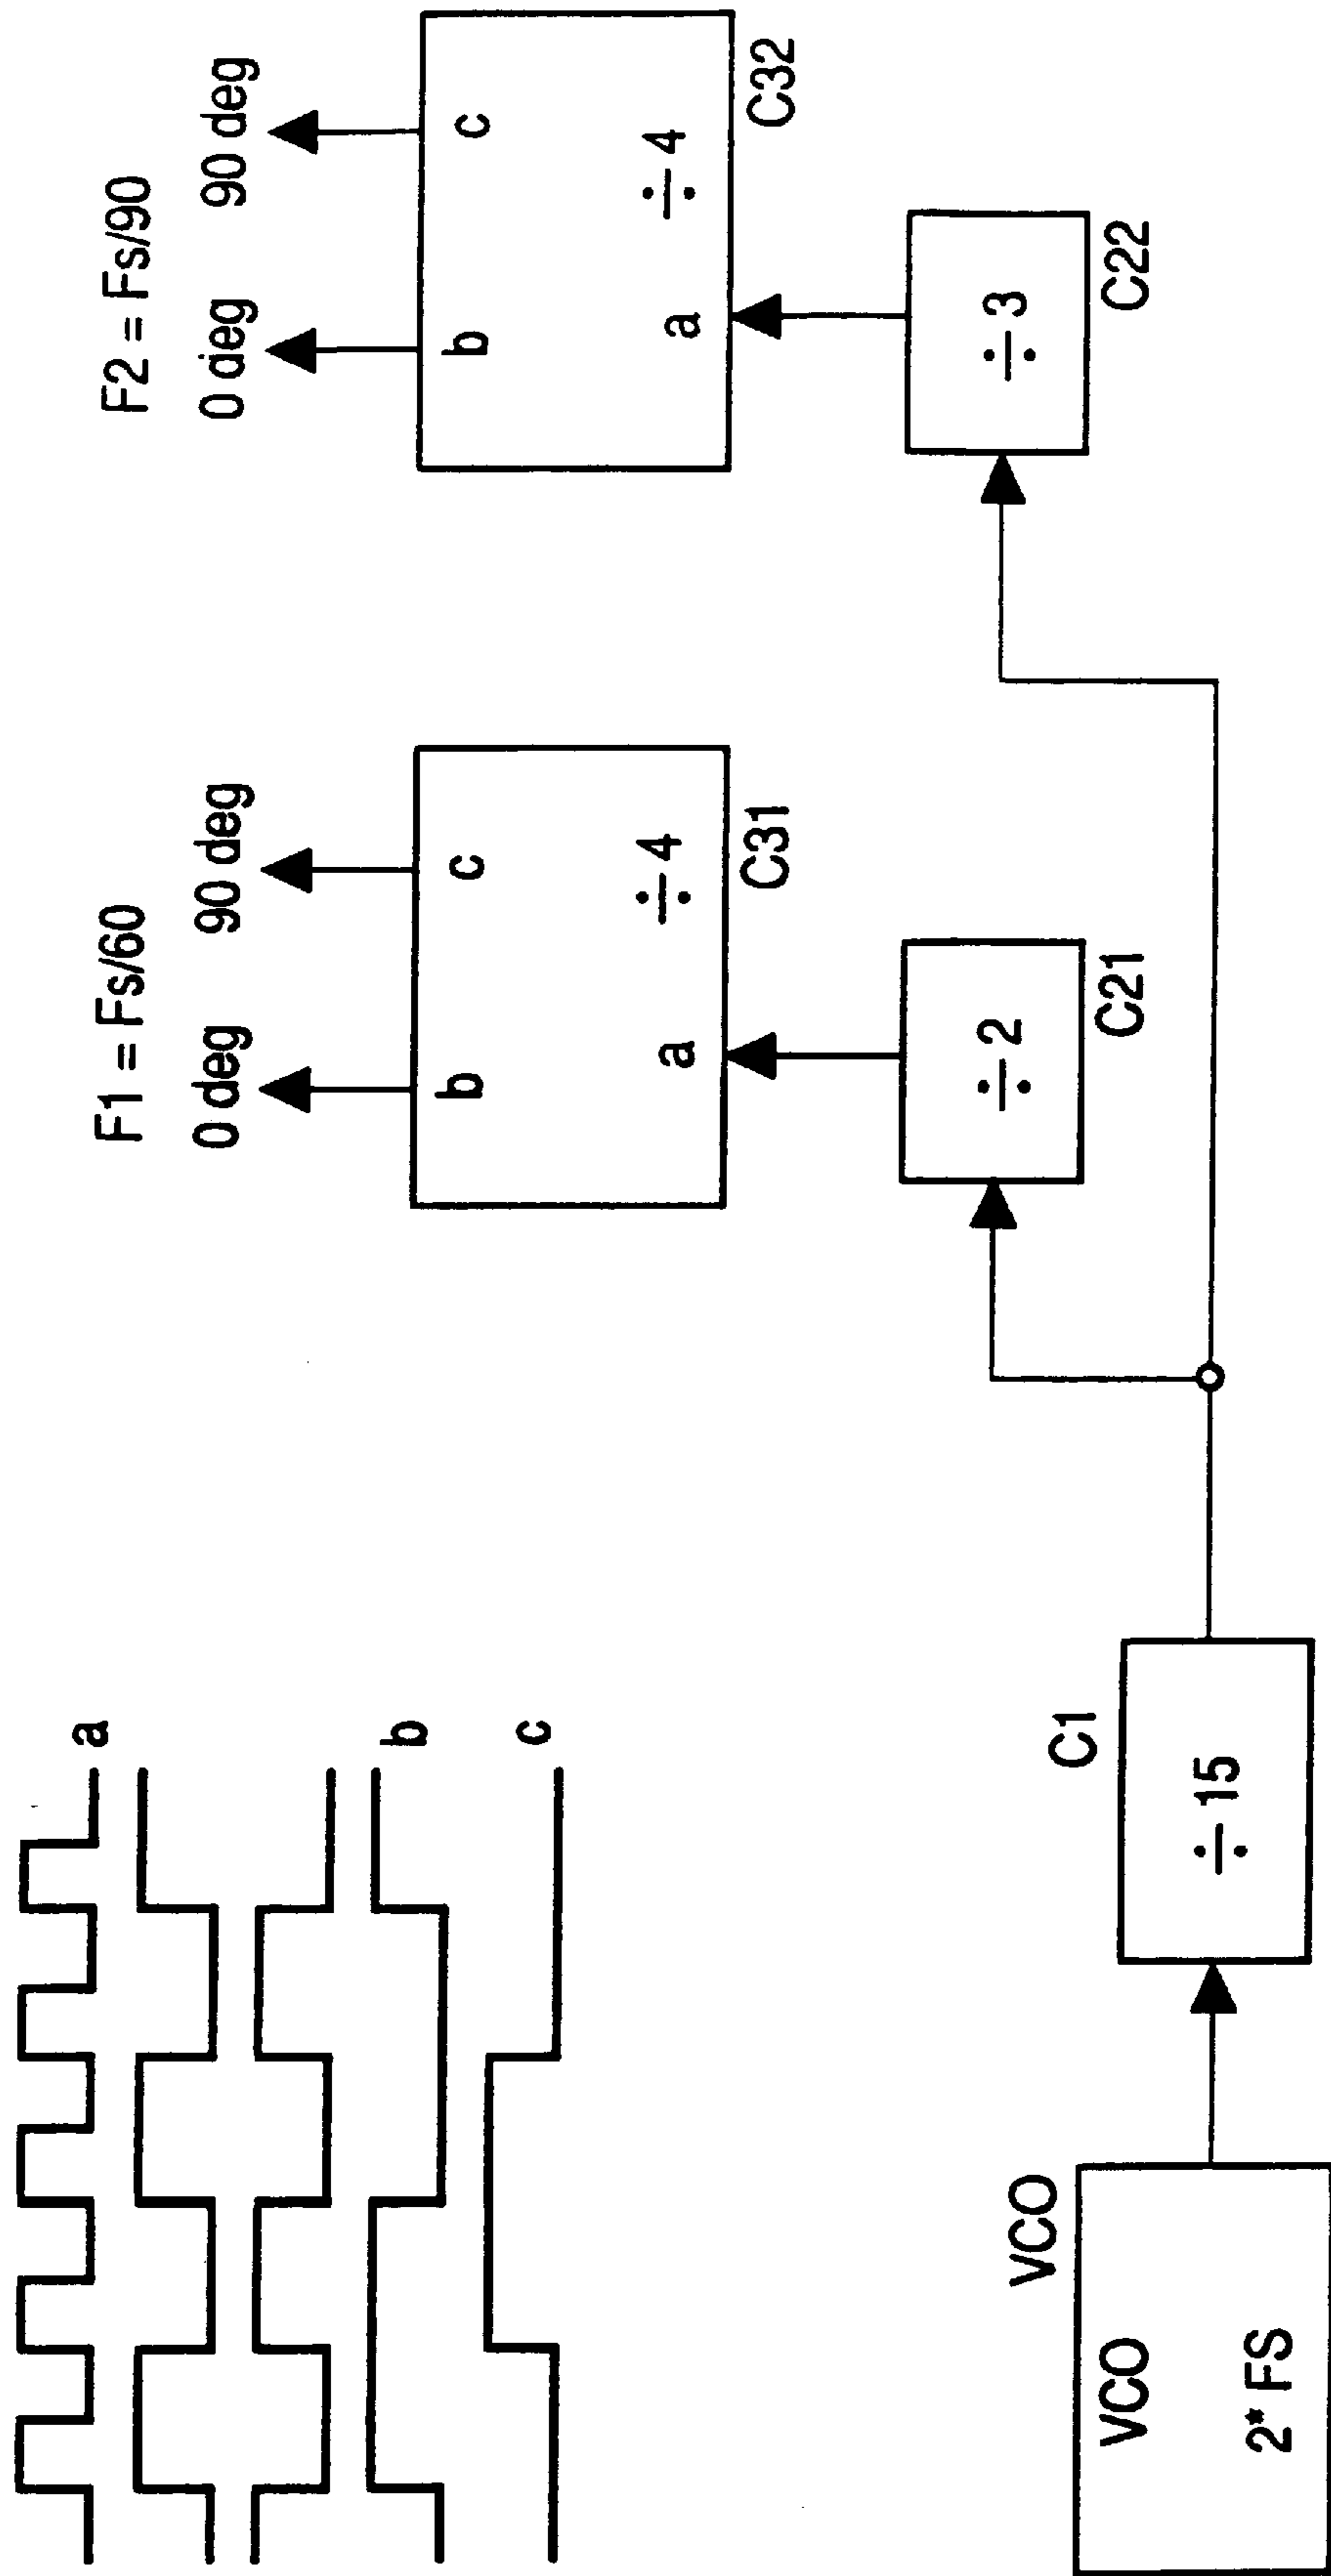 a
b
c
F1 = Fs/60
0 deg 90 deg
b c
a ÷ 4
C31
÷ 2
C21
F2 = Fs/90
0 deg 90 deg
b c
a ÷ 4
C32
÷ 3
C22
VCO
VCO
2* FS
C1
÷ 15